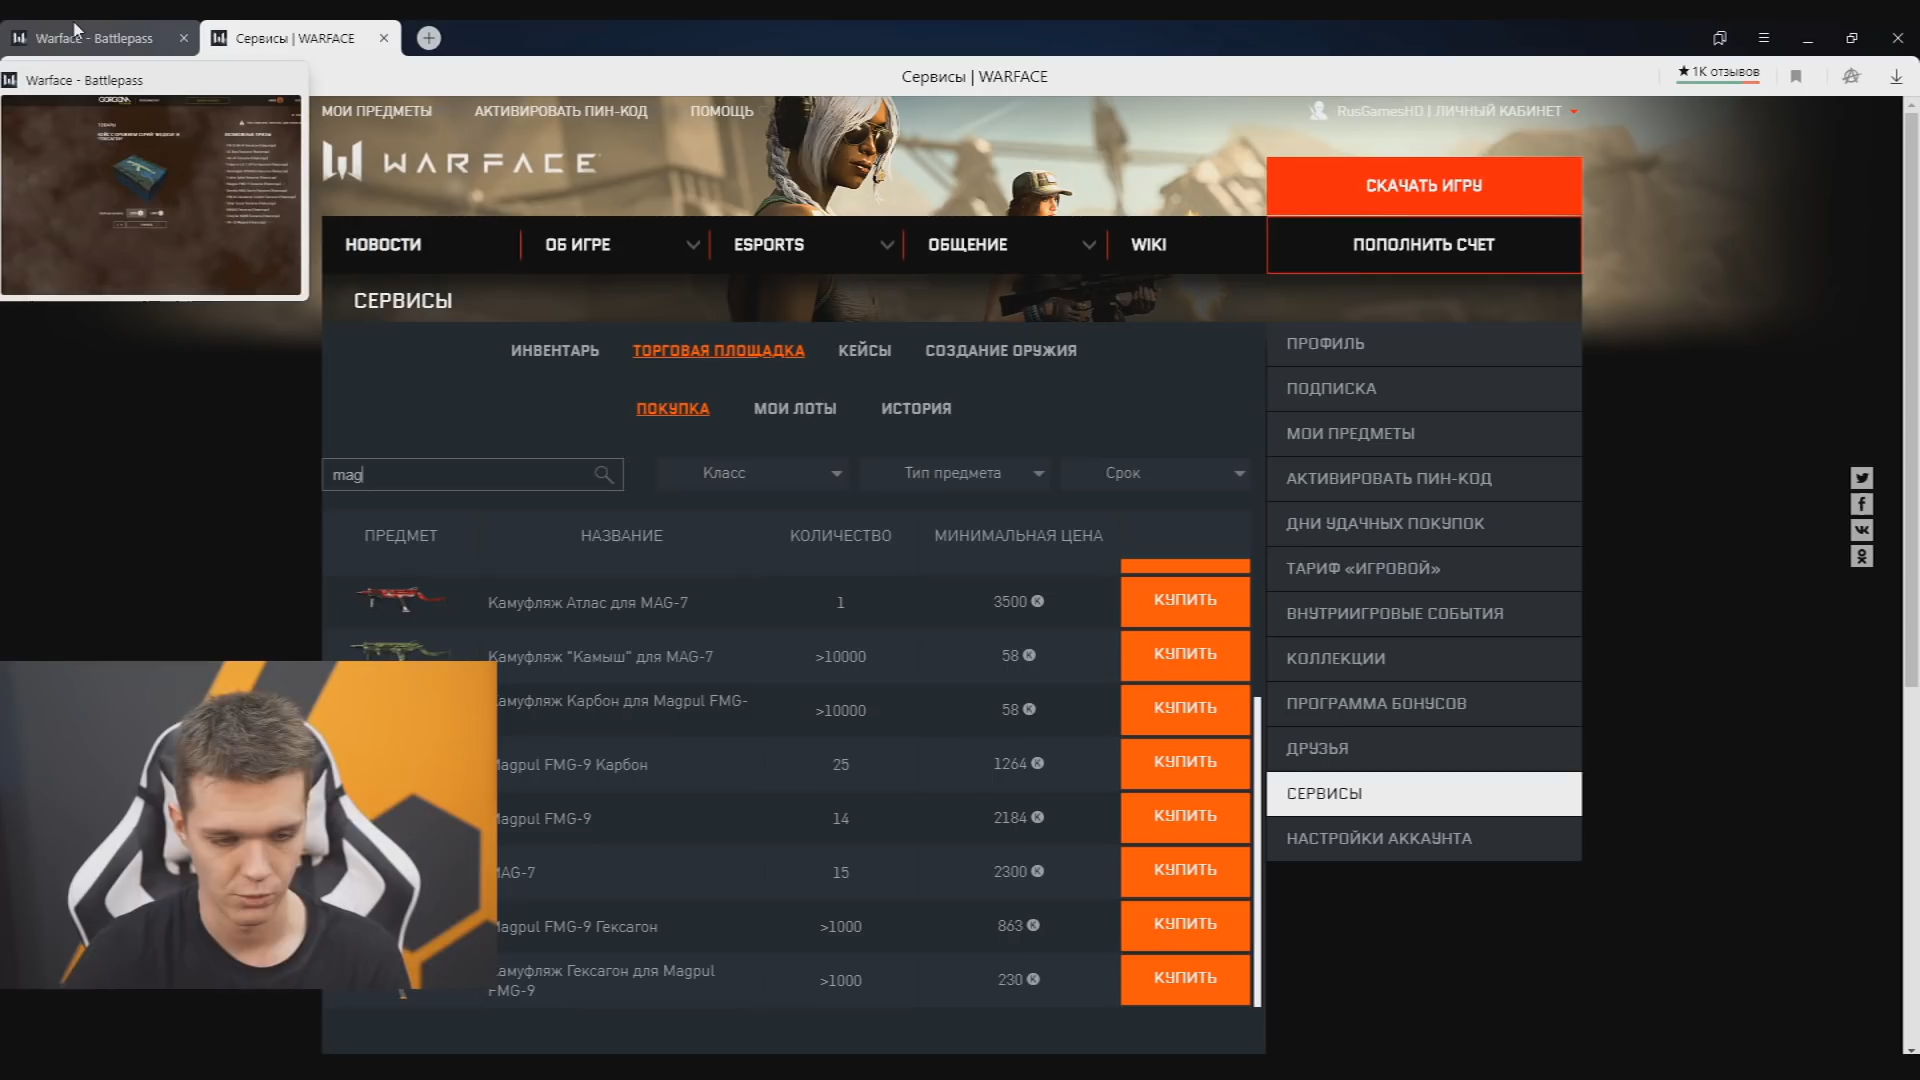 Warface - Battlepass
Сервисы | WARFACE
Warface - Battlepass
Сервисы | WARFACE
★1К отзывов
МОИ ПРЕДМЕТЫ
АКТИВИРОВАТЬ ПИН-КОД
ПОМОЩЬ
RusGamesHD | ЛИЧНЫЙ КАБИНЕТ
WARFACE
СКАЧАТЬ ИГРУ
НОВОСТИ
ОБ ИГРЕ
ESPORTS
ОБЩЕНИЕ
WIKI
ПОПОЛНИТЬ СЧЕТ
СЕРВИСЫ
ИНВЕНТАРЬ
ТОРГОВАЯ ПЛОЩАДКА
КЕЙСЫ
СОЗДАНИЕ ОРУЖИЯ
ПОКУПКА
МОИ ЛОТЫ
ИСТОРИЯ
mag
Класс
Тип предмета
Срок
ПРЕДМЕТ
НАЗВАНИЕ
КОЛИЧЕСТВО
МИНИМАЛЬНАЯ ЦЕНА
Камуфляж Атлас для MAG-7
1
3500
КУПИТЬ
Камуфляж "Камыш" для MAG-7
>10000
58
КУПИТЬ
амуфляж Карбон для Magpul FMG-
>10000
58
КУПИТЬ
Magpul FMG-9 Карбон
25
1264
КУПИТЬ
Magpul FMG-9
14
2184
КУПИТЬ
MAG-7
15
2300
КУПИТЬ
Magpul FMG-9 Гексагон
>1000
863
КУПИТЬ
амуфляж Гексагон для Magpul
FMG-9
>1000
230
КУПИТЬ
ПРОФИЛЬ
ПОДПИСКА
МОИ ПРЕДМЕТЫ
АКТИВИРОВАТЬ ПИН-КОД
ДНИ УДАЧНЫХ ПОКУПОК
ТАРИФ «ИГРОВОЙ»
ВНУТРИИГРОВЫЕ СОБЫТИЯ
КОЛЛЕКЦИИ
ПРОГРАММА БОНУСОВ
ДРУЗЬЯ
СЕРВИСЫ
НАСТРОЙКИ АККАУНТА